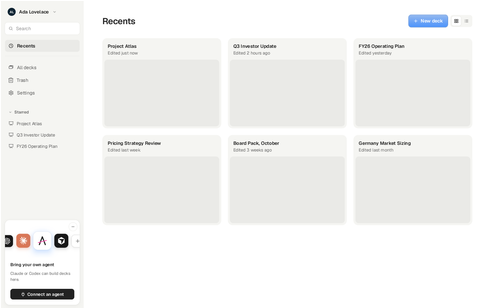 AL Ada Lovelace
Search
Recents
All decks
Trash
Settings
Starred
Project Atlas
Q3 Investor Update
FY26 Operating Plan
Bring your own agent
Claude or Codex can build decks
here.
Connect an agent
Recents
+ New deck
Project Atlas
Edited just now
Q3 Investor Update
Edited 2 hours ago
FY26 Operating Plan
Edited yesterday
Pricing Strategy Review
Edited last week
Board Pack, October
Edited 3 weeks ago
Germany Market Sizing
Edited last month